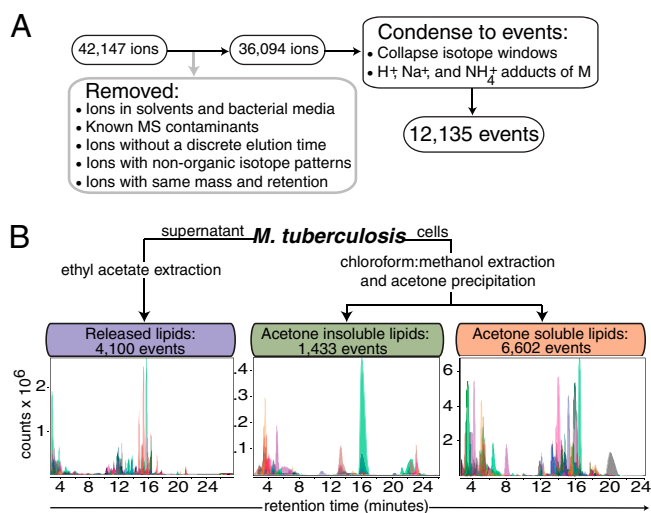 A
42,147 ions
36,094 ions
Condense to events:
• Collapse isotope windows
• H+, Na+, and NH4+ adducts of M
Removed:
• Ions in solvents and bacterial media
• Known MS contaminants
• Ions without a discrete elution time
• Ions with non-organic isotope patterns
• Ions with same mass and retention
12,135 events
B
supernatant
M. tuberculosis
cells
ethyl acetate extraction
chloroform:methanol extraction
and acetone precipitation
Released lipids:
4,100 events
Acetone insoluble lipids:
1,433 events
Acetone soluble lipids:
6,602 events
counts x 10^6
2
1
.4
.3
.2
.1
6
4
2
4 8 12 16 20 24
4 8 12 16 20 24
4 8 12 16 20 24
retention time (minutes)